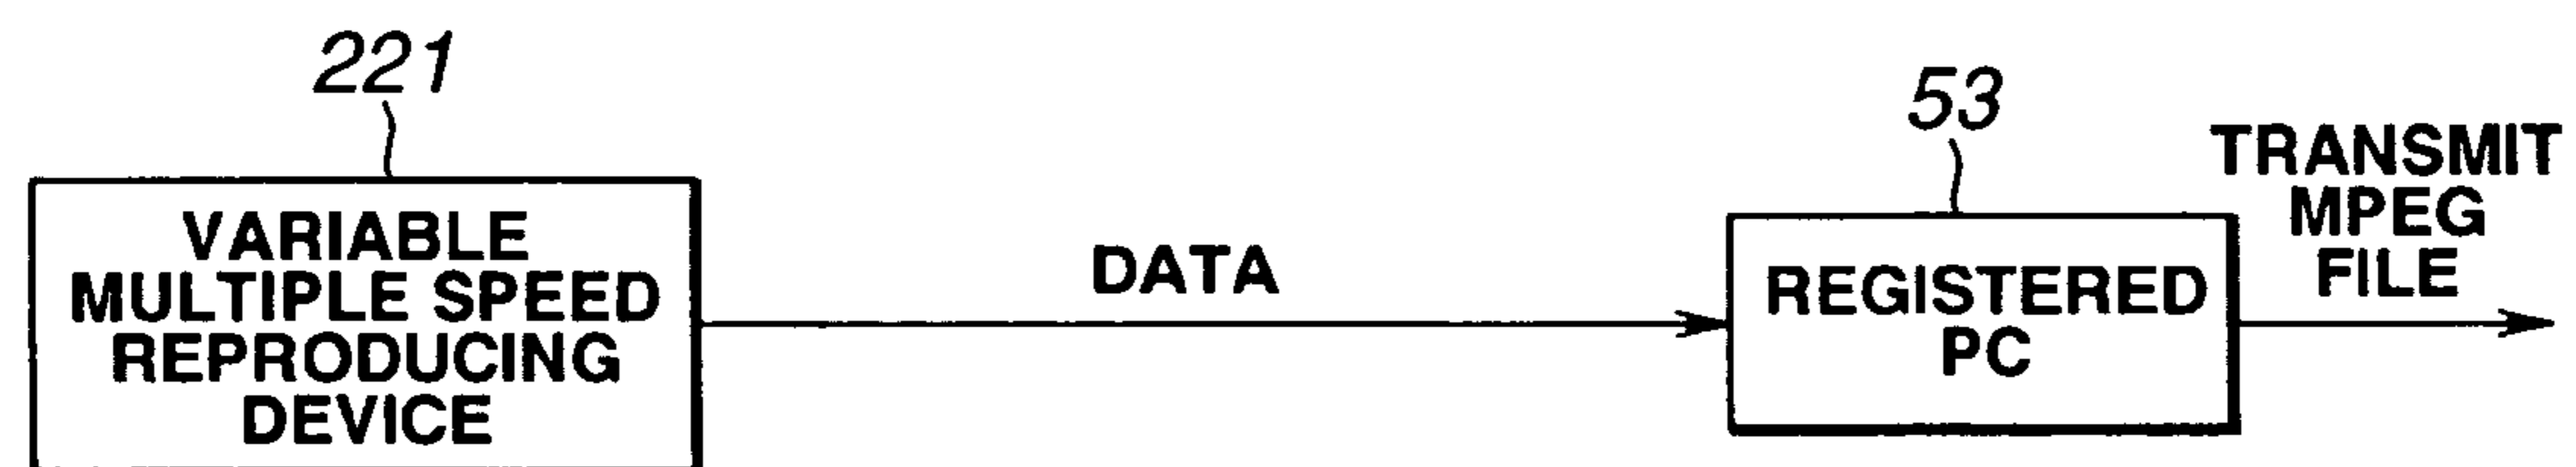 221
VARIABLE
MULTIPLE SPEED
REPRODUCING
DEVICE
DATA
53
REGISTERED
PC
TRANSMIT
MPEG
FILE